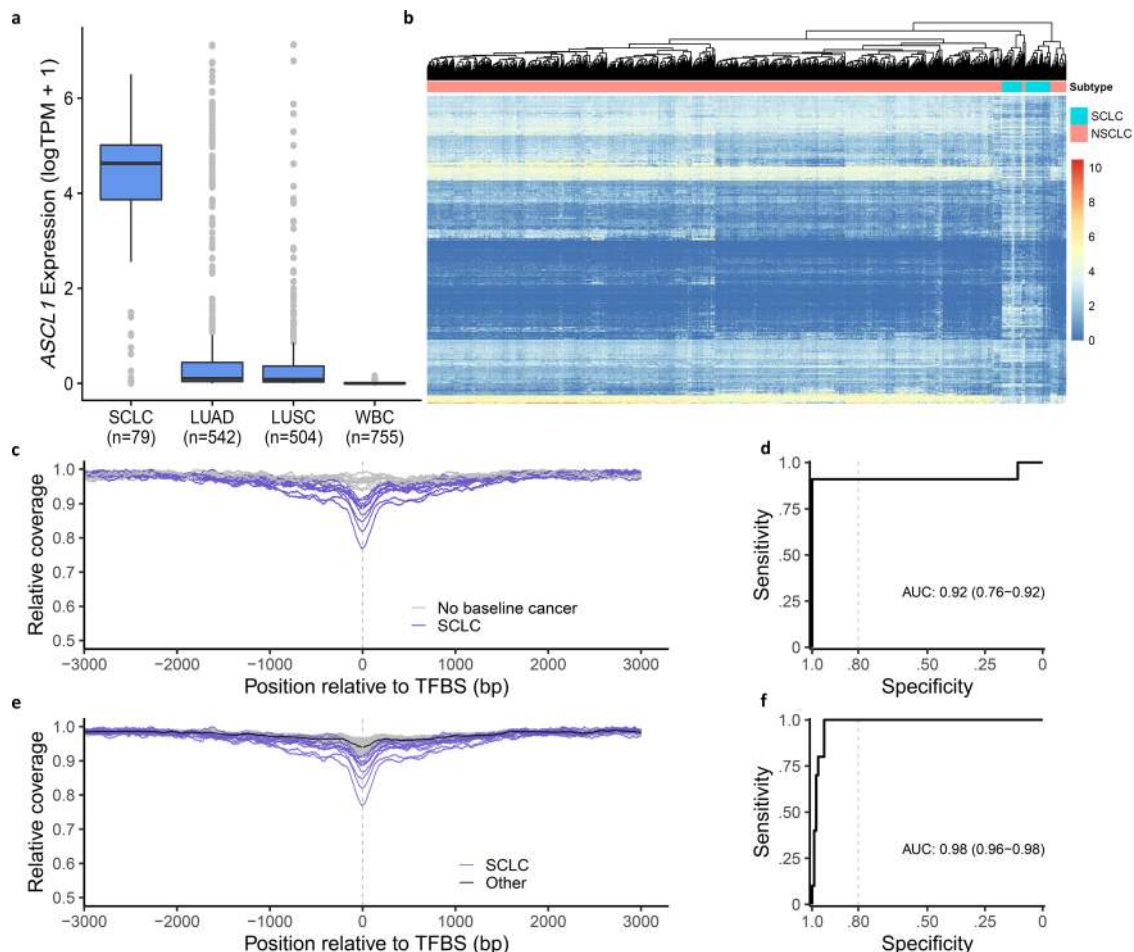 a
ASCL1 Expression (logTPM + 1)
6
4
2
0
SCLC LUAD LUSC WBC
(n=79) (n=542) (n=504) (n=755)
b
Subtype
SCLC
NSCLC
10
8
6
4
2
0
c
Relative coverage
1.0
0.9
0.8
0.7
0.6
0.5
No baseline cancer
SCLC
−3000 −2000 −1000 0 1000 2000 3000
Position relative to TFBS (bp)
d
Sensitivity
1.0
.75
.50
.25
0
AUC: 0.92 (0.76−0.92)
1.0 .80 .50 .25 0
Specificity
e
Relative coverage
1.0
0.9
0.8
0.7
0.6
0.5
SCLC
Other
−3000 −2000 −1000 0 1000 2000 3000
Position relative to TFBS (bp)
f
Sensitivity
1.0
.75
.50
.25
0
AUC: 0.98 (0.96−0.98)
1.0 .80 .50 .25 0
Specificity